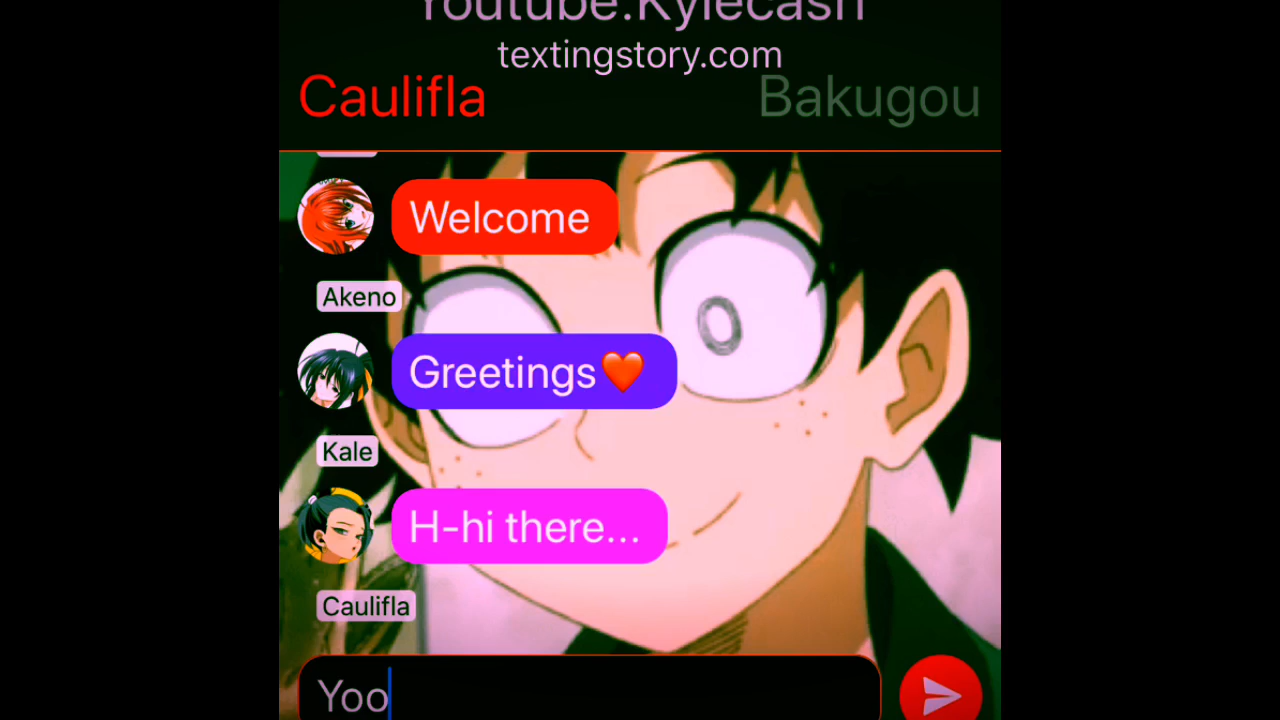 Youtube.Kylecash
textingstory.com
Caulifla
Bakugou
Welcome
Akeno
Greetings❤️
Kale
H-hi there...
Caulifla
Yoo